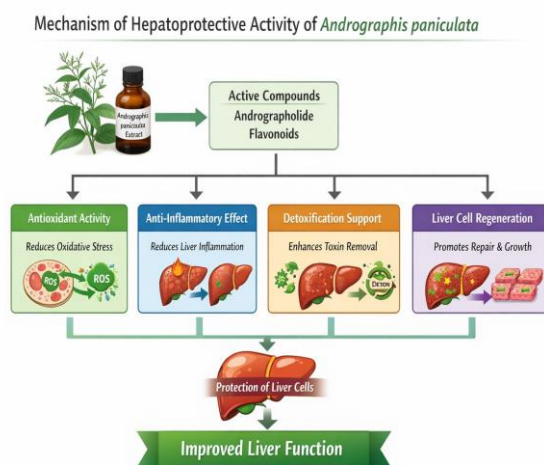 Mechanism of Hepatoprotective Activity of Andrographis paniculata
Andrographis
panicouta
Extract
Active Compounds
Andrographolide
Flavonoids
Antioxidant Activity
Reduces Oxidative Stress
ROS
ROS
Anti-Inflammatory Effect
Reduces Liver Inflammation
Detoxification Support
Enhances Toxin Removal
Liver Cell Regeneration
Promotes Repair & Growth
Protection of Liver Cells
Improved Liver Function